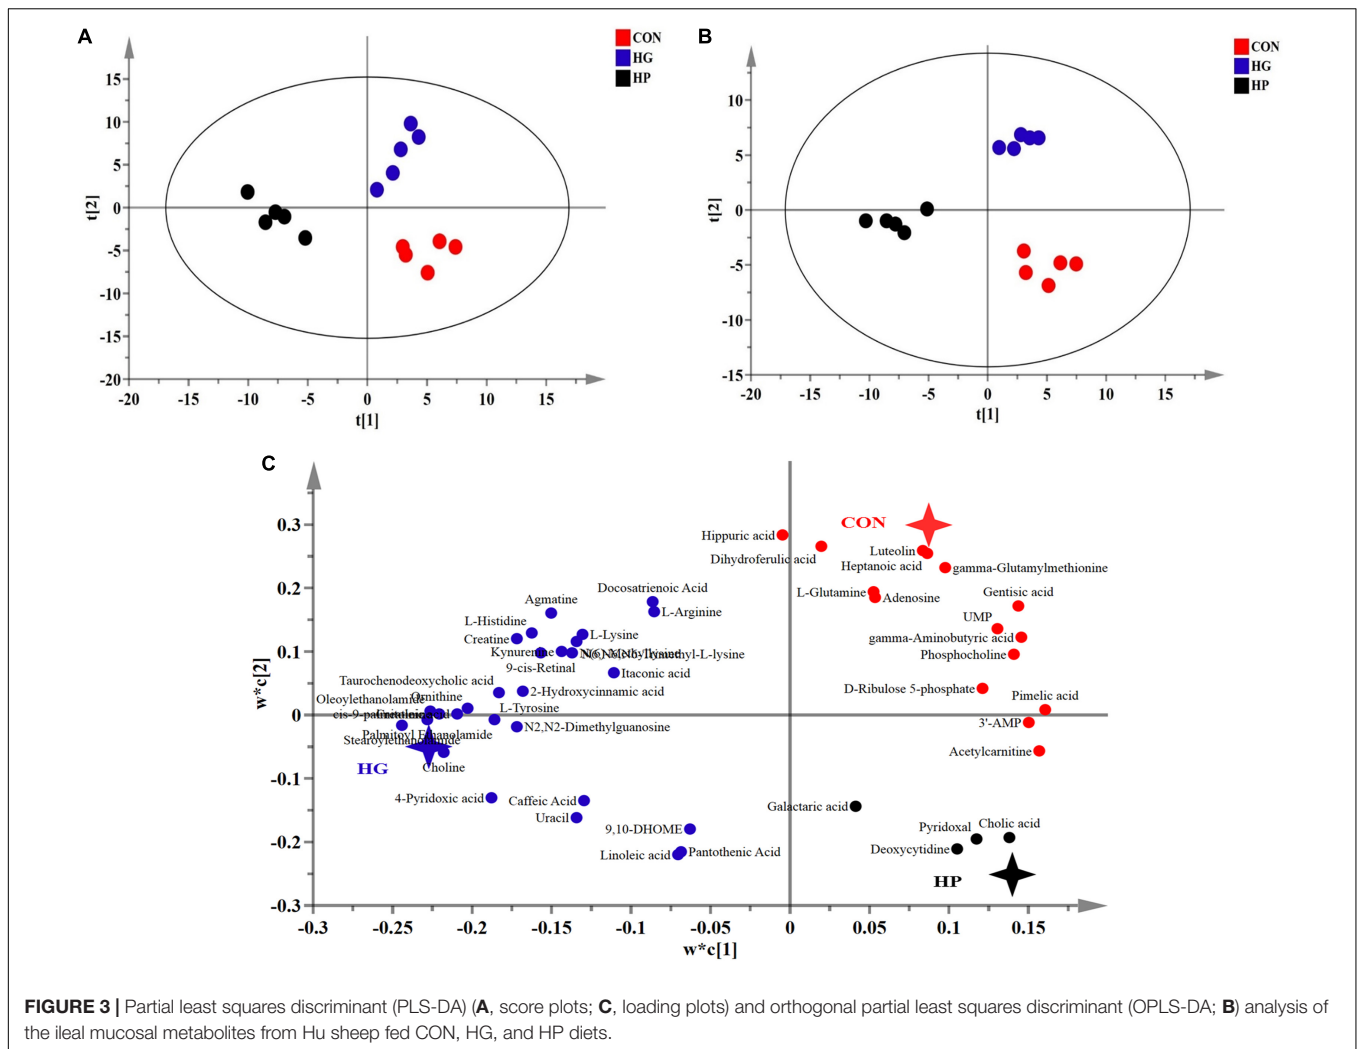 A
CON
HG
HP
15
10
5
0
-5
-10
-15
-20
t[2]
-20 -15 -10 -5 0 5 10 15
t[1]
B
CON
HG
HP
10
5
0
-5
-10
-15
t[2]
-20 -15 -10 -5 0 5 10 15
t[1]
C
0.3
0.2
0.1
0
-0.1
-0.2
-0.3
w*c[2]
CON
Hippuric acid
Dihydroferulic acid
Luteolin
Heptanoic acid
gamma-Glutamylmethionine
Docosatrienoic Acid
L-Glutamine
Adenosine
Gentisic acid
Agmatine
L-Arginine
L-Histidine
UMP
Creatine
L-Lysine
gamma-Aminobutyric acid
Kynurenine
N6,N6,N6-Trimethyl-L-lysine
Phosphocholine
9-cis-Retinal
Itaconic acid
Taurochenodeoxycholic acid
2-Hydroxycinnamic acid
D-Ribulose 5-phosphate
Pimelic acid
Oleoylethanolamide
Ornithine
L-Tyrosine
3'-AMP
N2,N2-Dimethylguanosine
Palmitoyl Ethanolamide
Stearoylethanolamide
Acetylcarnitine
HG
Choline
4-Pyridoxic acid
Caffeic Acid
Galactaric acid
Uracil
9,10-DHOME
Pyridoxal
Cholic acid
Linoleic acid
Pantothenic Acid
Deoxycytidine
HP
-0.3 -0.25 -0.2 -0.15 -0.1 -0.05 0 0.05 0.1 0.15
w*c[1]
FIGURE 3 | Partial least squares discriminant (PLS-DA) (A, score plots; C, loading plots) and orthogonal partial least squares discriminant (OPLS-DA; B) analysis of
the ileal mucosal metabolites from Hu sheep fed CON, HG, and HP diets.